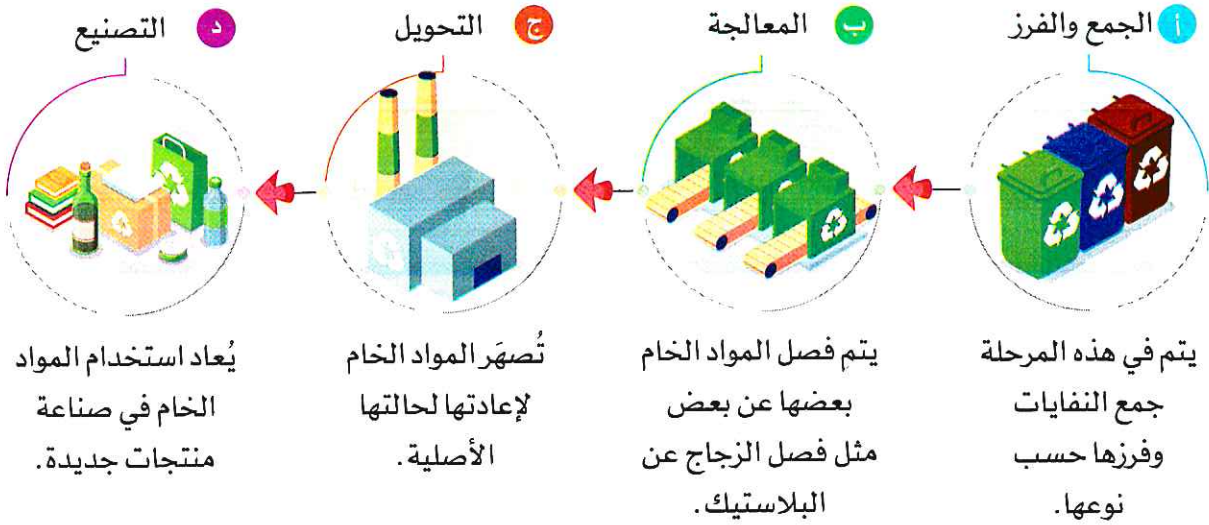 أ الجمع والفرز
ب المعالجة
ج التحويل
د التصنيع
يتم في هذه المرحلة
جمع النفايات
وفرزها حسب
نوعها.
يتم فصل المواد الخام
بعضها عن بعض
مثل فصل الزجاج عن
البلاستيك.
تُصهَر المواد الخام
لإعادتها لحالتها
الأصلية.
يُعاد استخدام المواد
الخام في صناعة
منتجات جديدة.